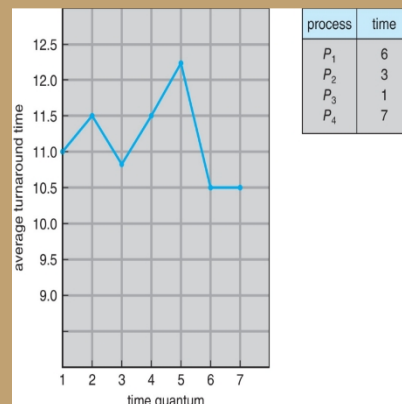 average turnaround time
12.5
12.0
11.5
11.0
10.5
10.0
9.5
9.0
1 2 3 4 5 6 7
time quantum
process time
P1 6
P2 3
P3 1
P4 7